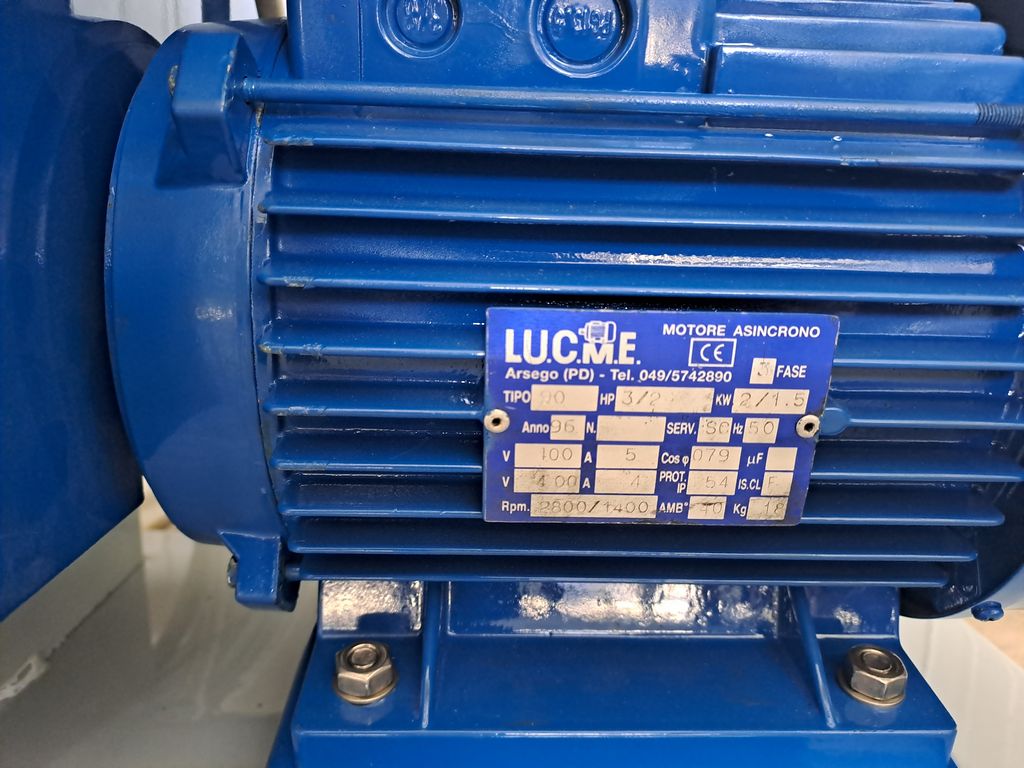 LU.C.M.E.
MOTORE ASINCRONO
CE
Arsego (PD) - Tel. 049/5742890
3 FASE
TIPO 90 HP 3/2 KW 2/1.5
Anno 96 N. SERV. Hz 50
V 400 A 5 Cos φ 079 µF
V 400 A 4 PROT. IP 54 IS.CL F
Rpm. 2800/1400 AMB° 40 Kg 18